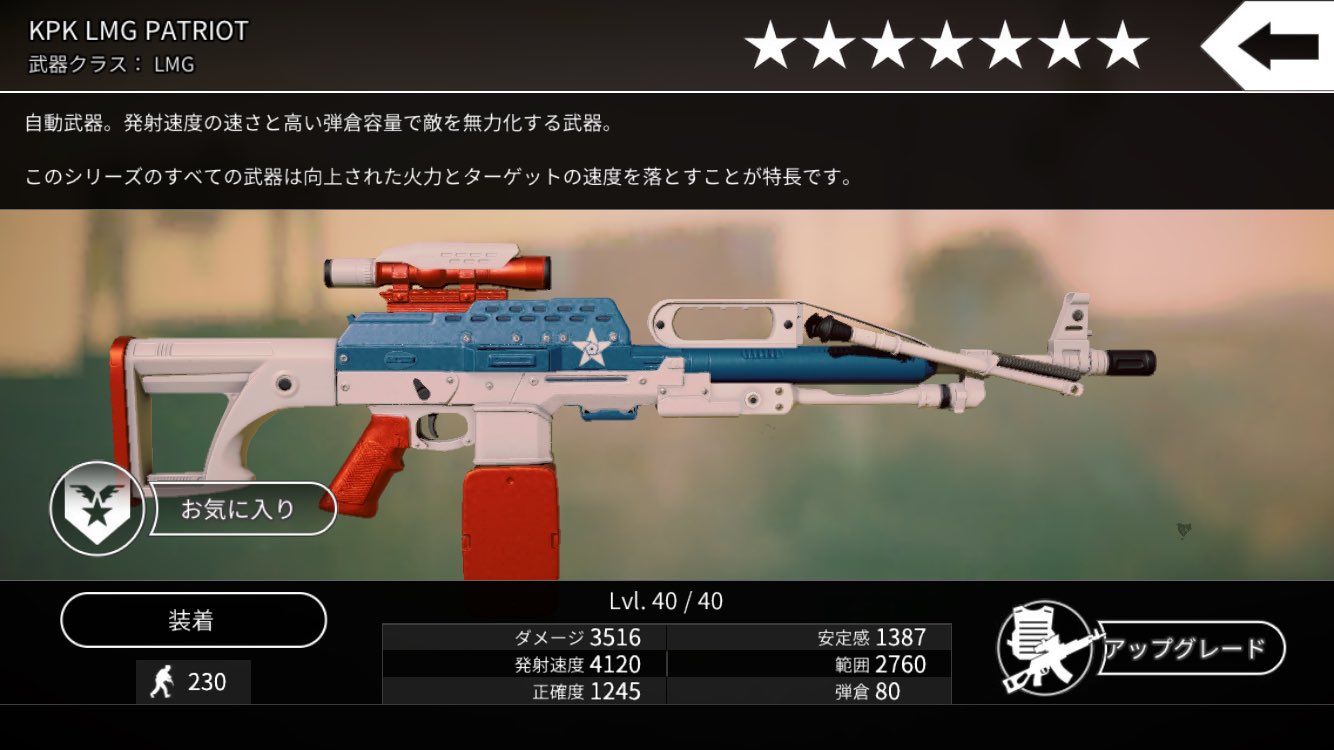 KPK LMG PATRIOT
武器クラス： LMG
自動武器。発射速度の速さと高い弾倉容量で敵を無力化する武器。
このシリーズのすべての武器は向上された火力とターゲットの速度を落とすことが特長です。
お気に入り
装着
230
Lvl. 40 / 40
ダメージ 3516
安定感 1387
発射速度 4120
範囲 2760
正確度 1245
弾倉 80
アップグレード